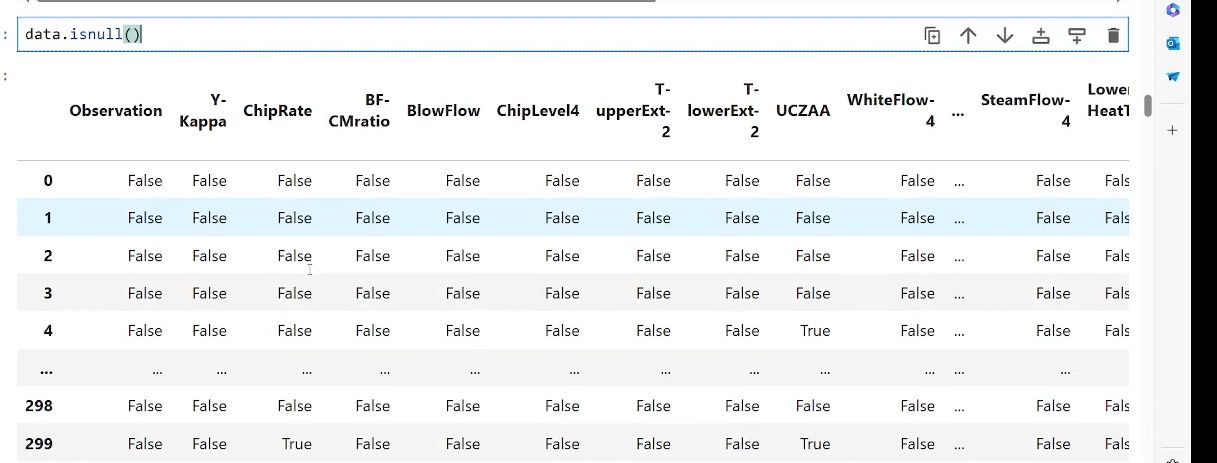 : data.isnull()
:
Observation Y-Kappa ChipRate BF-CMratio BlowFlow ChipLevel4 T-upperExt-2 T-lowerExt-2 UCZAA WhiteFlow-4 ... SteamFlow-4 Lower HeatT
0 False False False False False False False False False False ... False Fals
1 False False False False False False False False False False ... False Fals
2 False False False False False False False False False False ... False Fals
3 False False False False False False False False False False ... False Fals
4 False False False False False False False False True False ... False Fals
... ... ... ... ... ... ... ... ... ... ... ... ...
298 False False False False False False False False False False ... False Fals
299 False False True False False False False False True False ... False Fals